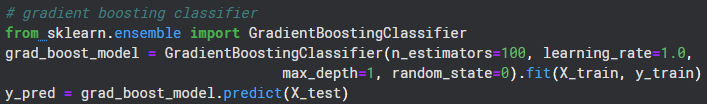 # gradient boosting classifier
from sklearn.ensemble import GradientBoostingClassifier
grad_boost_model = GradientBoostingClassifier(n_estimators=100, learning_rate=1.0,
                                  max_depth=1, random_state=0).fit(X_train, y_train)
y_pred = grad_boost_model.predict(X_test)